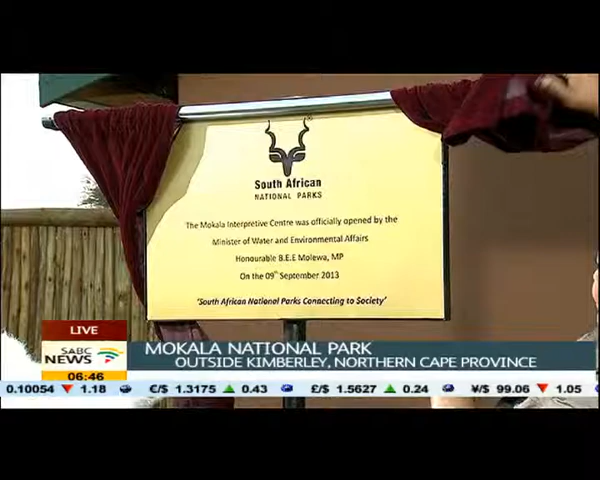 ®
South African
NATIONAL PARKS
The Mokala Interpretive Centre was officially opened by the
Minister of Water and Environmental Affairs
Honourable B.E.E Molewa, MP
On the 09th September 2013
'South African National Parks Connecting to Society'
LIVE
SABC
NEWS
06:46
MOKALA NATIONAL PARK
OUTSIDE KIMBERLEY, NORTHERN CAPE PROVINCE
0.10054 ▼ 1.18 €/$ 1.3175 ▲ 0.43 £/$ 1.5627 ▲ 0.24 ¥/$ 99.06 ▼ 1.05